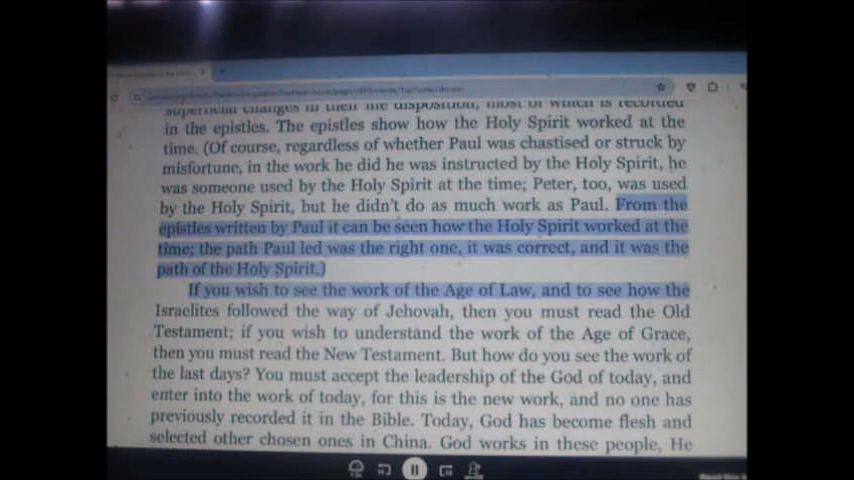 superficial changes in their life disposition, most of which is recorded
in the epistles. The epistles show how the Holy Spirit worked at the
time. (Of course, regardless of whether Paul was chastised or struck by
misfortune, in the work he did he was instructed by the Holy Spirit, he
was someone used by the Holy Spirit at the time; Peter, too, was used
by the Holy Spirit, but he didn't do as much work as Paul. From the
epistles written by Paul it can be seen how the Holy Spirit worked at the
time; the path Paul led was the right one, it was correct, and it was the
path of the Holy Spirit.)
If you wish to see the work of the Age of Law, and to see how the
Israelites followed the way of Jehovah, then you must read the Old
Testament; if you wish to understand the work of the Age of Grace,
then you must read the New Testament. But how do you see the work of
the last days? You must accept the leadership of the God of today, and
enter into the work of today, for this is the new work, and no one has
previously recorded it in the Bible. Today, God has become flesh and
selected other chosen ones in China. God works in these people, He